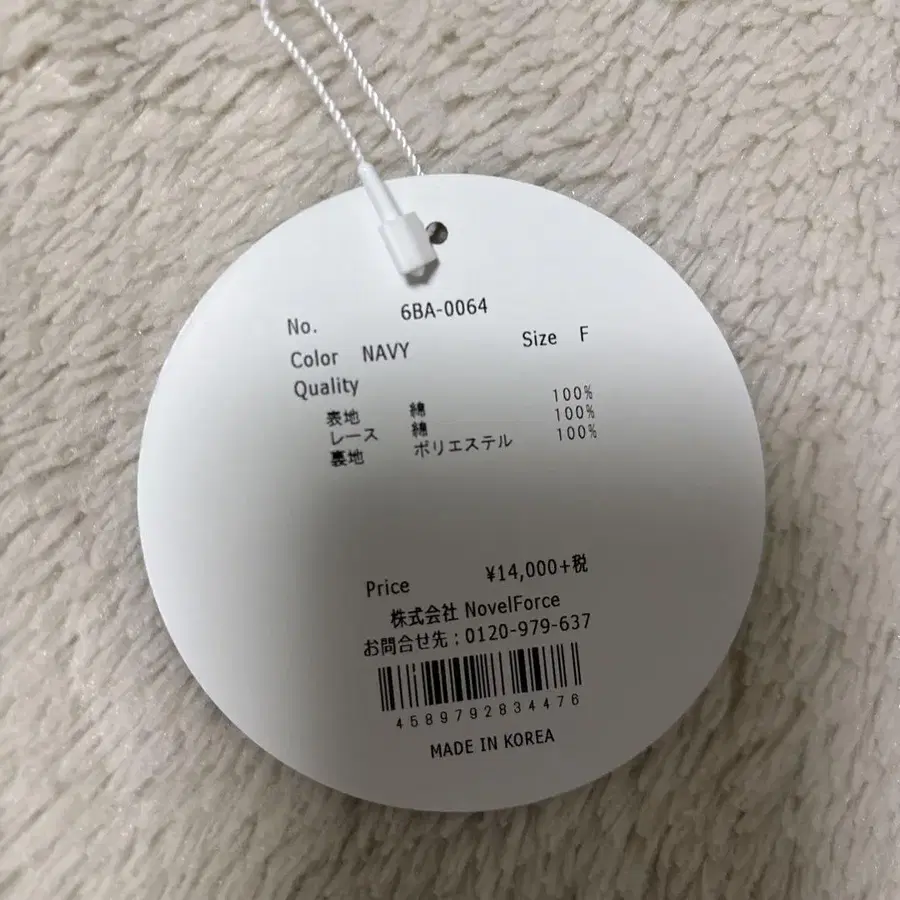 No. 6BA-0064
Color NAVY Size F
Quality
表地 綿 100%
レース 綿 100%
裏地 ポリエステル 100%
Price ¥14,000+税
株式会社 NovelForce
お問合せ先：0120-979-637
4589792834476
MADE IN KOREA